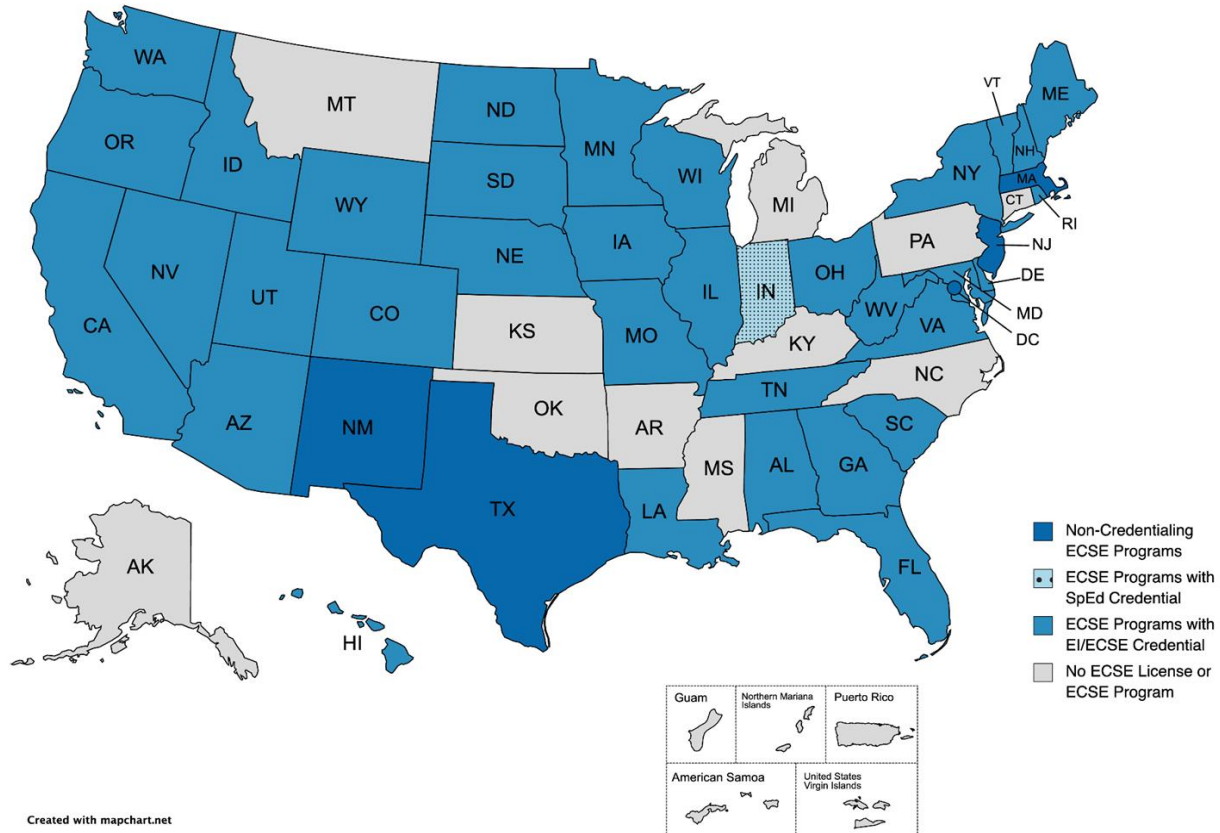 WA
MT
ND
MN
OR
ID
WY
SD
WI
MI
NY
VT
NH
ME
MA
CT
RI
NV
UT
CO
NE
IA
IL
IN
OH
PA
NJ
DE
MD
DC
CA
KS
MO
KY
WV
VA
AZ
NM
OK
AR
TN
NC
SC
TX
LA
MS
AL
GA
FL
AK
HI
Non-Credentialing
ECSE Programs
ECSE Programs with
SpEd Credential
ECSE Programs with
EI/ECSE Credential
No ECSE License or
ECSE Program
Guam
Northern Mariana
Islands
Puerto Rico
American Samoa
United States
Virgin Islands
Created with mapchart.net